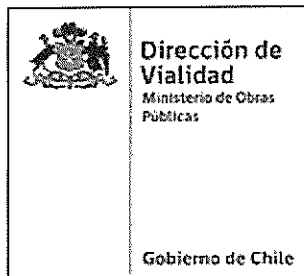 Dirección de
Vialidad
Ministerio de Obras
Públicas
Gobierno de Chile